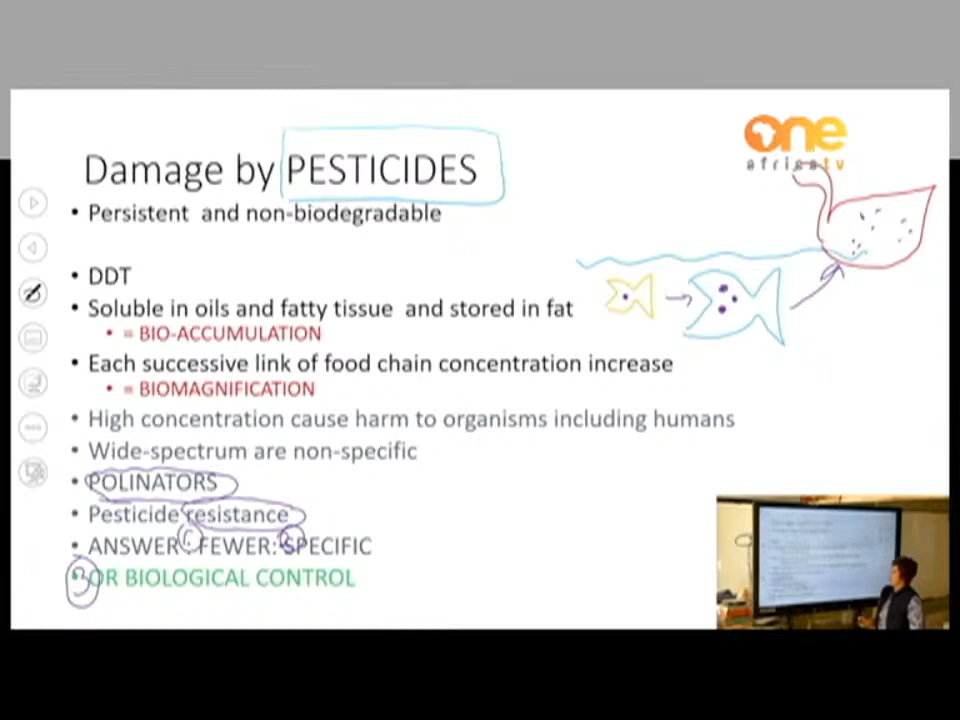 one
africa tv
Damage by PESTICIDES
• Persistent and non-biodegradable
• DDT
• Soluble in oils and fatty tissue and stored in fat
• = BIO-ACCUMULATION
• Each successive link of food chain concentration increase
• = BIOMAGNIFICATION
• High concentration cause harm to organisms including humans
• Wide-spectrum are non-specific
• POLINATORS
• Pesticide resistance
• ANSWER: FEWER: SPECIFIC
3 OR BIOLOGICAL CONTROL